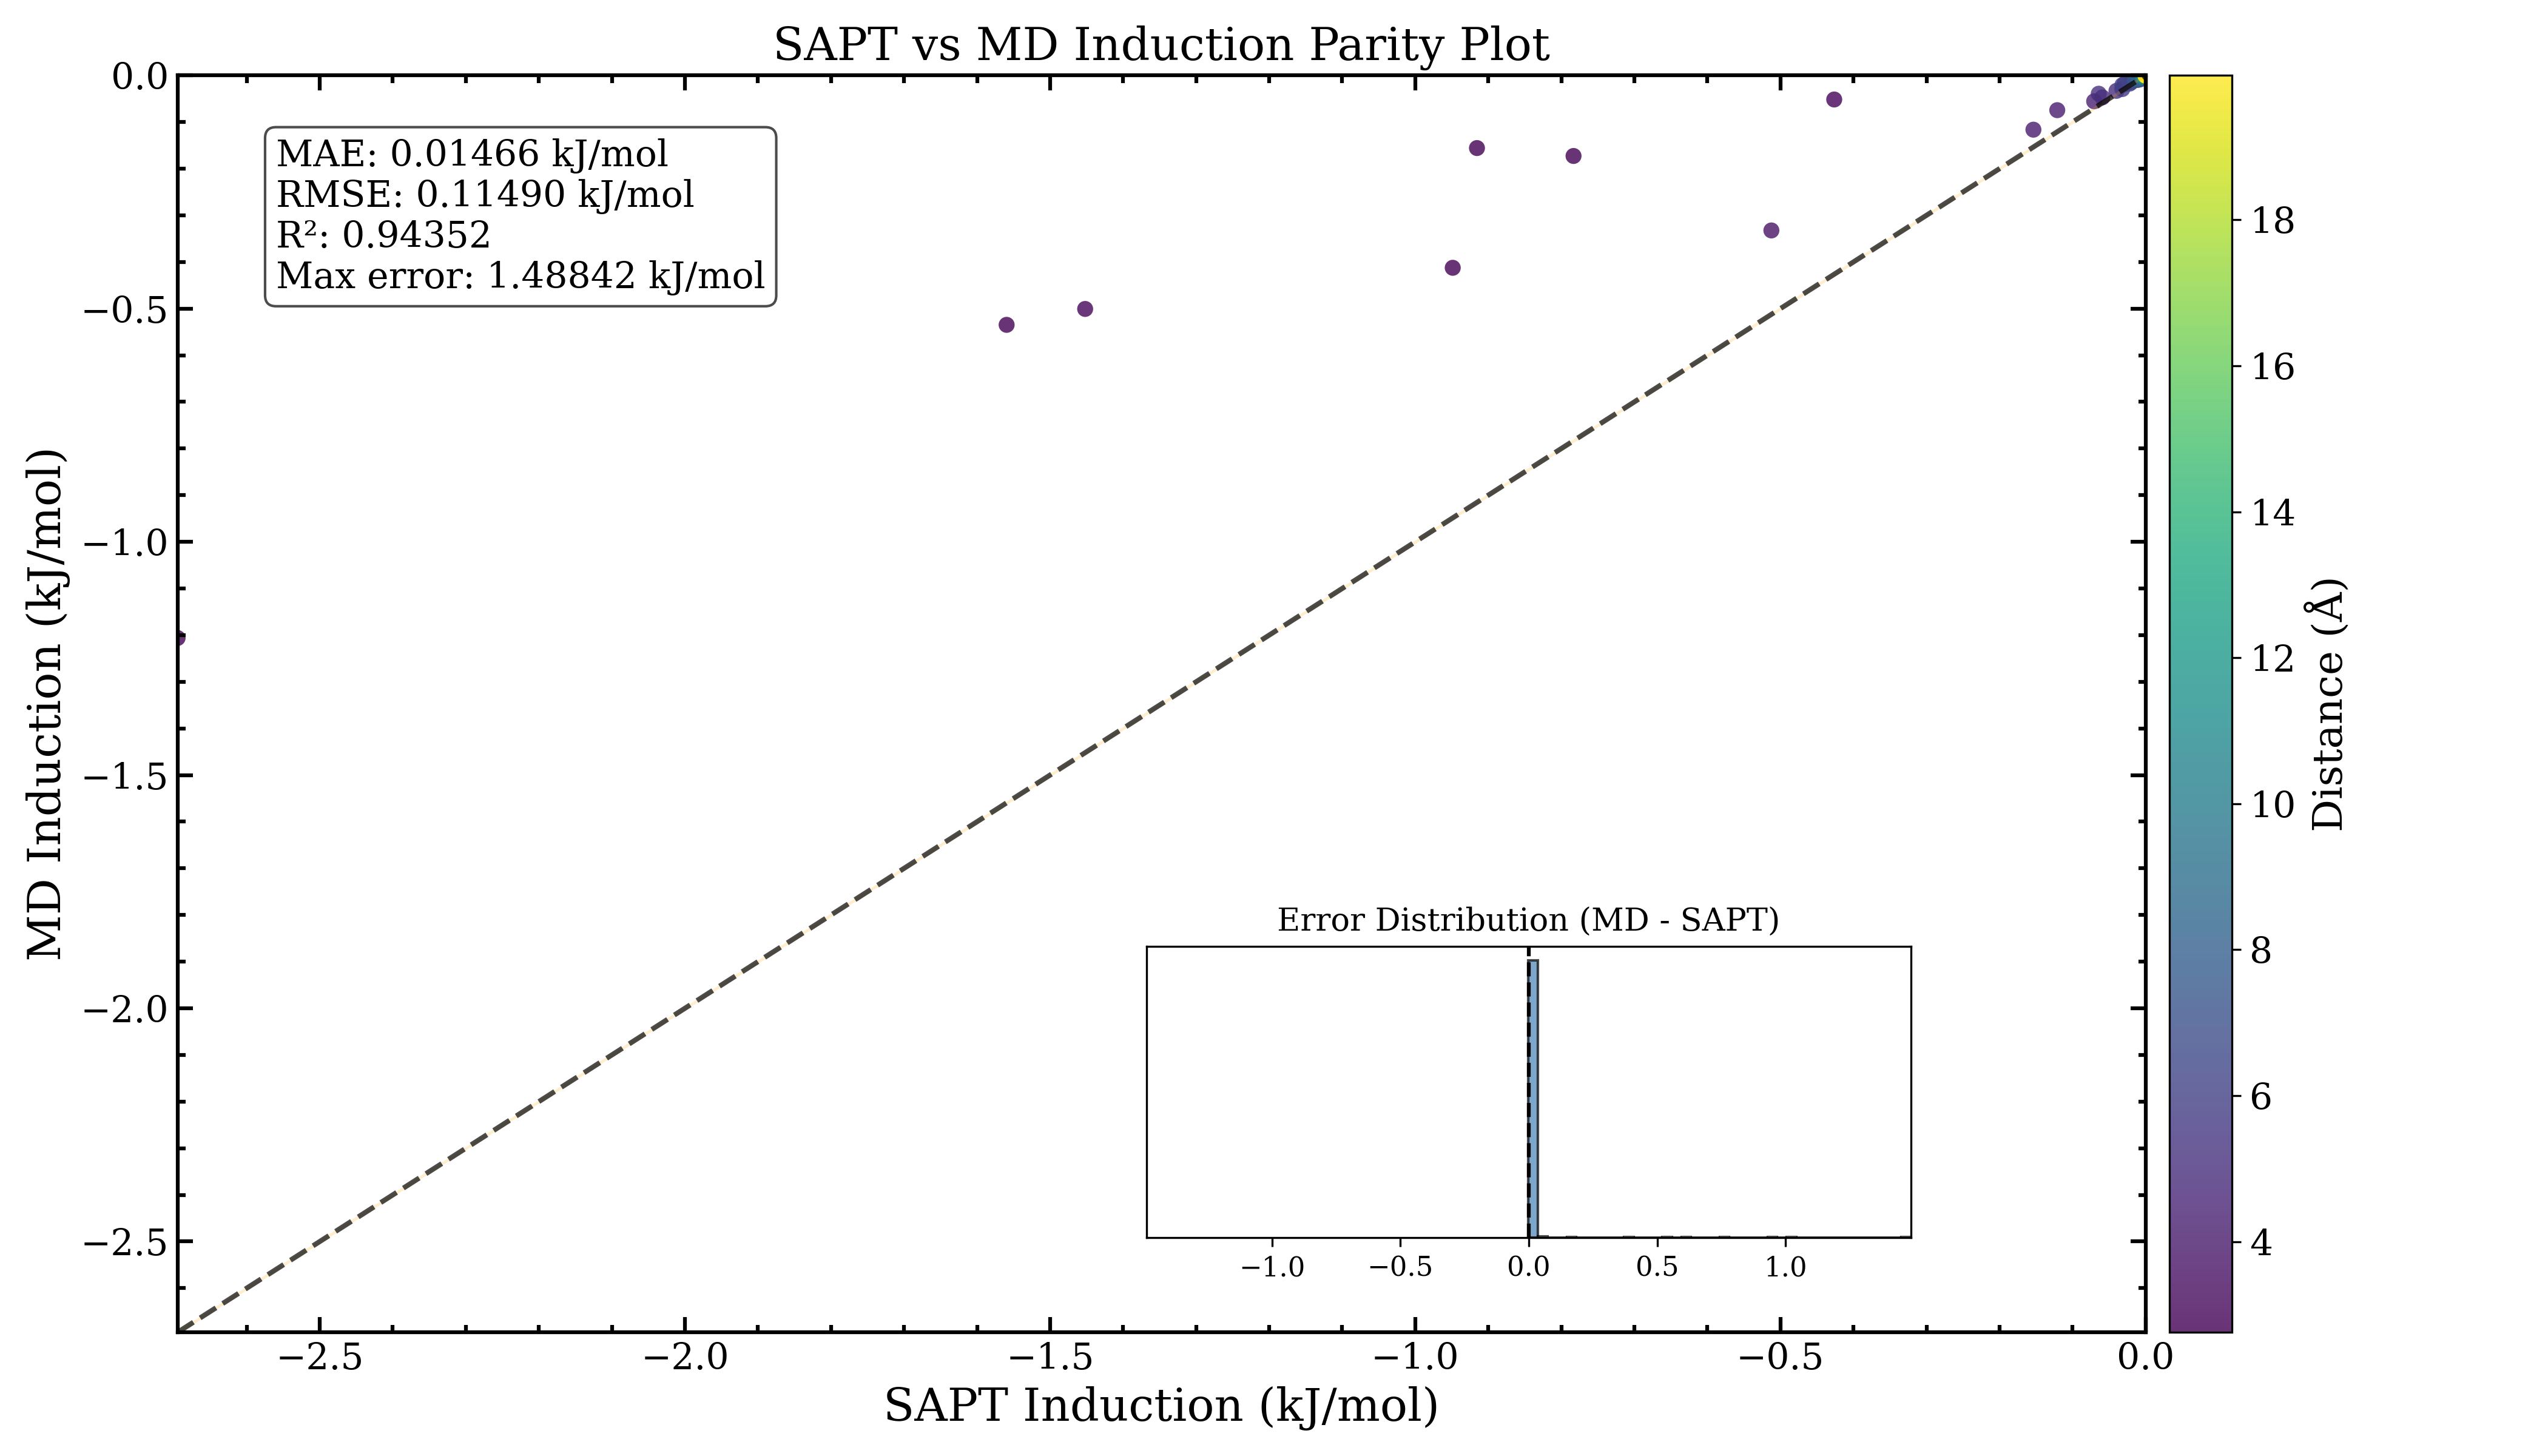 SAPT vs MD Induction Parity Plot
MAE: 0.01466 kJ/mol
RMSE: 0.11490 kJ/mol
R²: 0.94352
Max error: 1.48842 kJ/mol
MD Induction (kJ/mol)
0.0
−0.5
−1.0
−1.5
−2.0
−2.5
Error Distribution (MD - SAPT)
−1.0 −0.5 0.0 0.5 1.0
−2.5 −2.0 −1.5 −1.0 −0.5 0.0
SAPT Induction (kJ/mol)
18
16
14
12
10
8
6
4
Distance (Å)